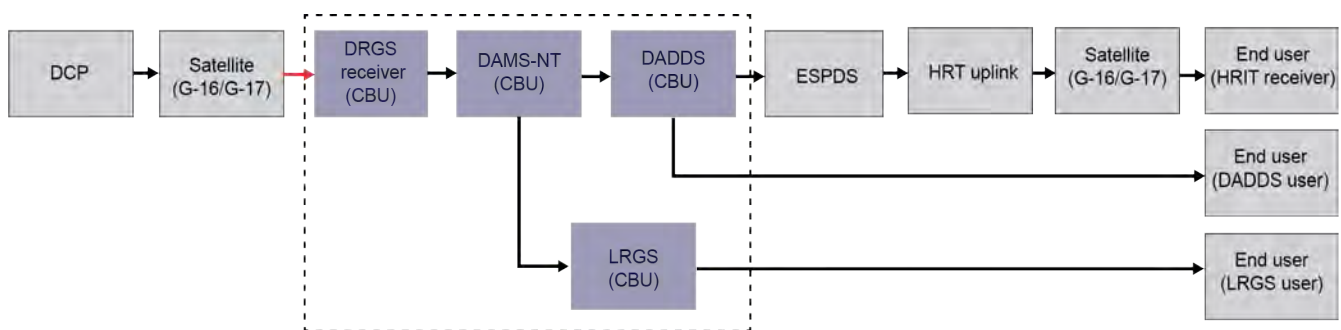 DCP
Satellite
(G-16/G-17)
DRGS
receiver
(CBU)
DAMS-NT
(CBU)
DADDS
(CBU)
ESPDS
HRT uplink
Satellite
(G-16/G-17)
End user
(HRIT receiver)
End user
(DADDS user)
LRGS
(CBU)
End user
(LRGS user)